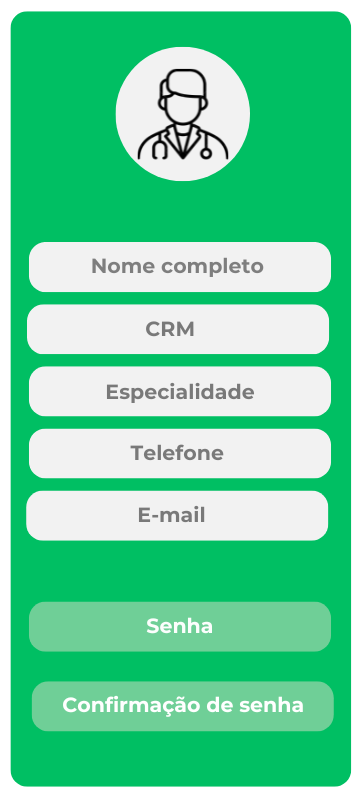 Nome completo
CRM
Especialidade
Telefone
E-mail
Senha
Confirmação de senha